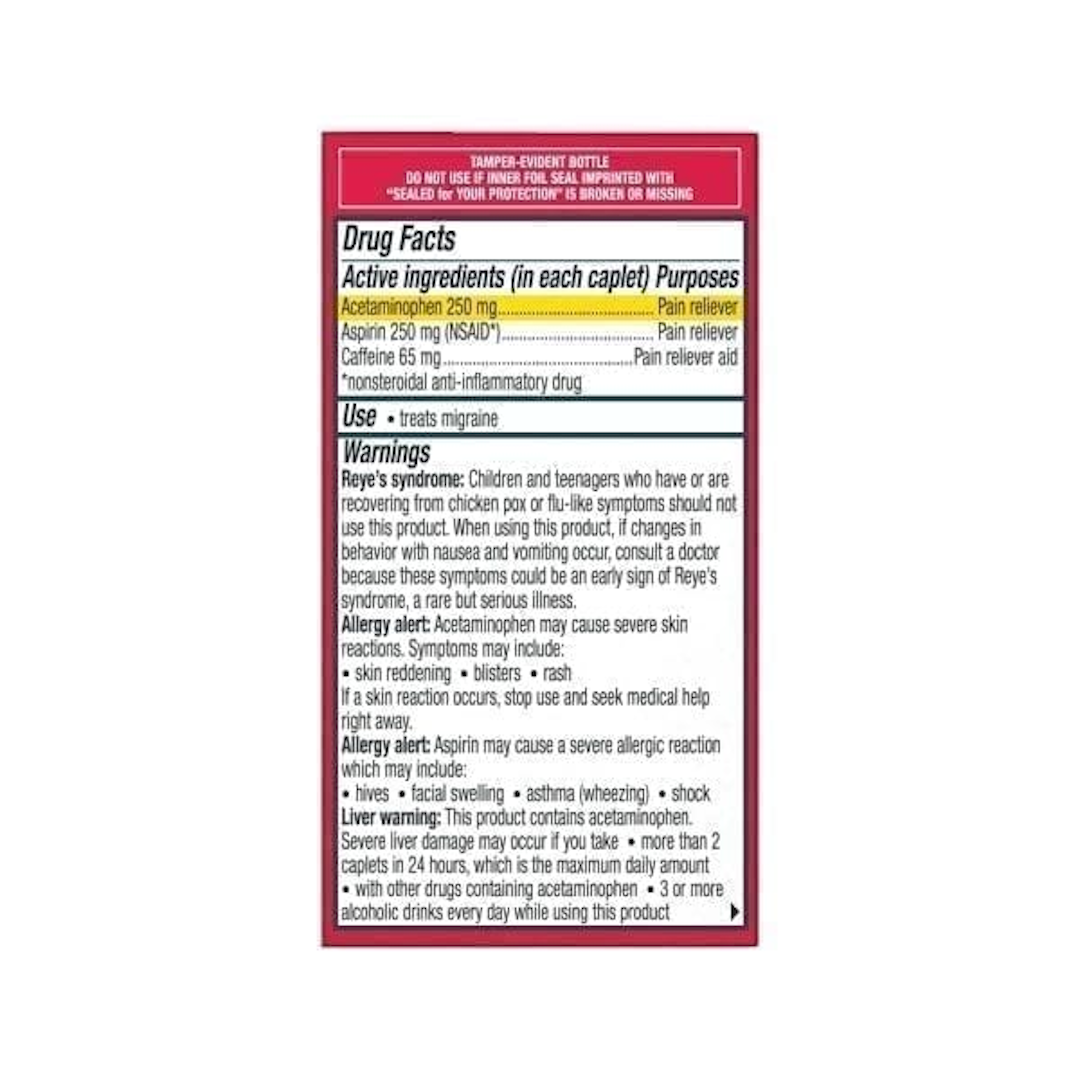 TAMPER-EVIDENT BOTTLE
DO NOT USE IF INNER FOIL SEAL IMPRINTED WITH
“SEALED for YOUR PROTECTION” IS BROKEN OR MISSING
Drug Facts
Active ingredients (in each caplet) Purposes
Acetaminophen 250 mg..................................... Pain reliever
Aspirin 250 mg (NSAID*)..................................... Pain reliever
Caffeine 65 mg..............................................Pain reliever aid
*nonsteroidal anti-inflammatory drug
Use • treats migraine
Warnings
Reye's syndrome: Children and teenagers who have or are
recovering from chicken pox or flu-like symptoms should not
use this product. When using this product, if changes in
behavior with nausea and vomiting occur, consult a doctor
because these symptoms could be an early sign of Reye's
syndrome, a rare but serious illness.
Allergy alert: Acetaminophen may cause severe skin
reactions. Symptoms may include:
• skin reddening • blisters • rash
If a skin reaction occurs, stop use and seek medical help
right away.
Allergy alert: Aspirin may cause a severe allergic reaction
which may include:
• hives • facial swelling • asthma (wheezing) • shock
Liver warning: This product contains acetaminophen.
Severe liver damage may occur if you take • more than 2
caplets in 24 hours, which is the maximum daily amount
• with other drugs containing acetaminophen • 3 or more
alcoholic drinks every day while using this product